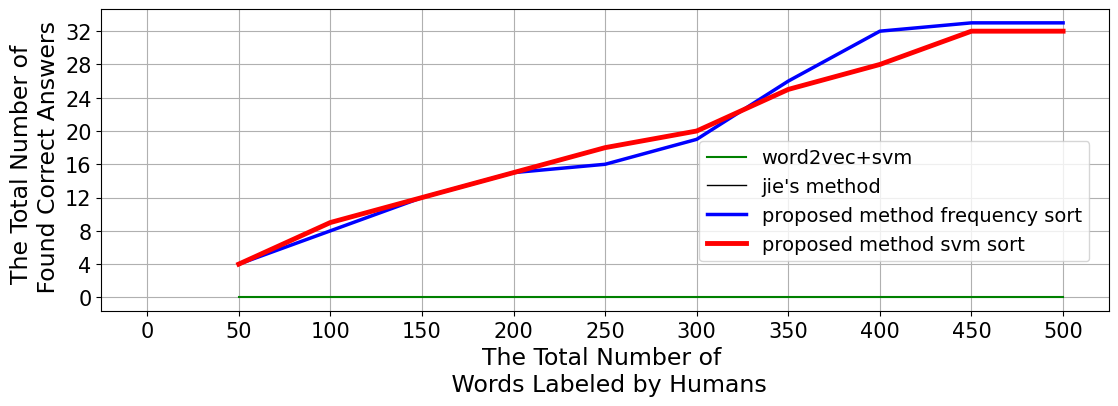 The Total Number of
Found Correct Answers
32
28
24
20
16
12
8
4
0
word2vec+svm
jie's method
proposed method frequency sort
proposed method svm sort
0 50 100 150 200 250 300 350 400 450 500
The Total Number of
Words Labeled by Humans